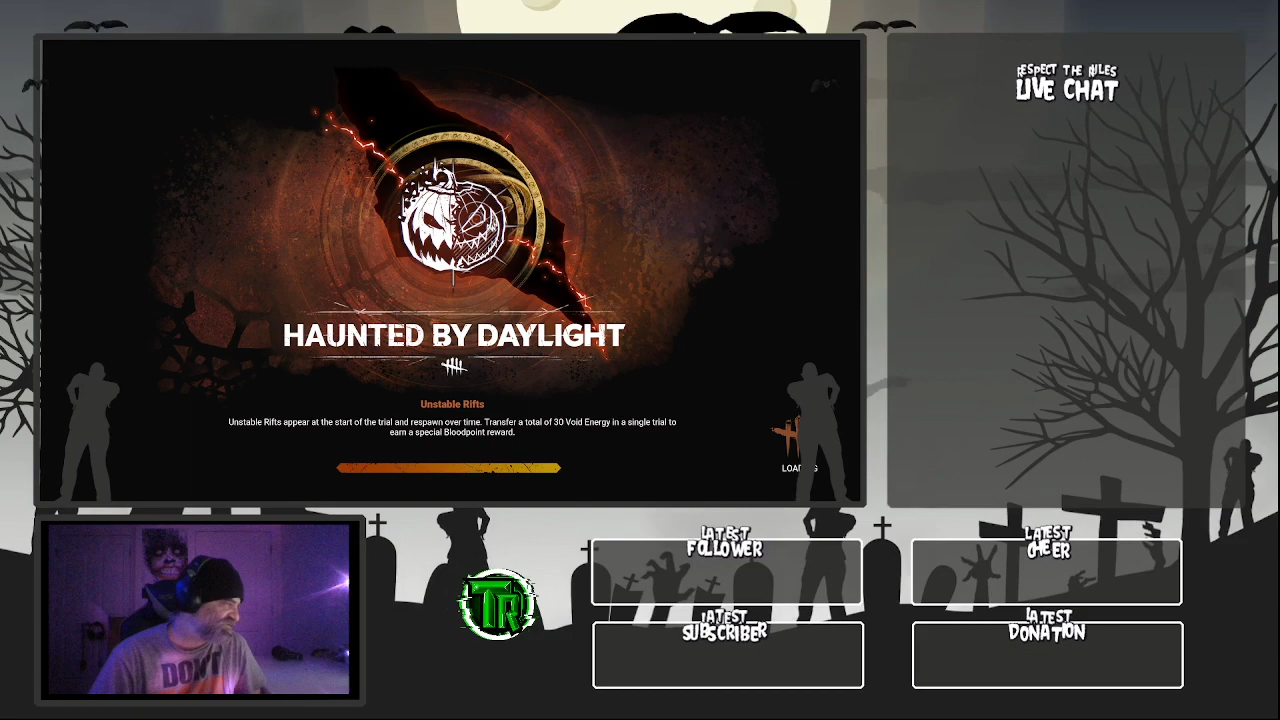 RESPECT THE RULES
LIVE CHAT
HAUNTED BY DAYLIGHT
Unstable Rifts
Unstable Rifts appear at the start of the trial and respawn over time. Transfer a total of 30 Void Energy in a single trial to
earn a special Bloodpoint reward.
LATEST
FOLLOWER
LATEST
CHEER
TR
LATEST
SUBSCRIBER
LATEST
DONATION
DON'T